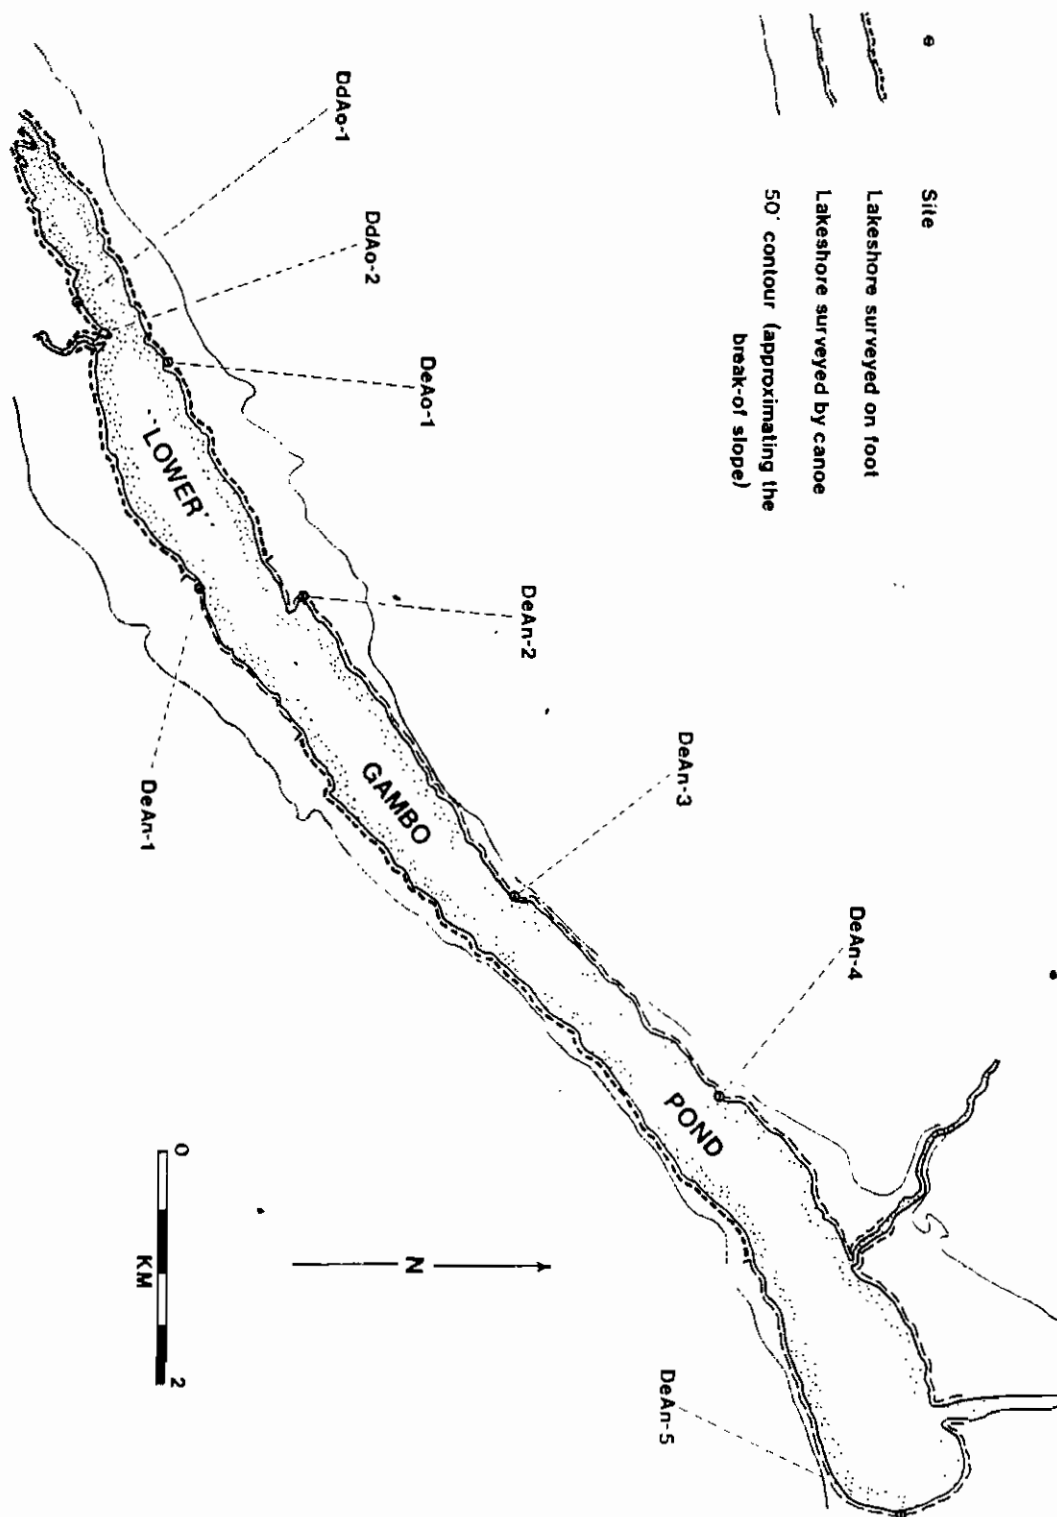 Site
Lakeshore surveyed on foot
Lakeshore surveyed by canoe
50' contour (approximating the
break-of slope)
DdAo-1
DdAo-2
DeAo-1
DeAn-2
DeAn-3
DeAn-4
DeAn-1
DeAn-5
"LOWER"
GAMBO
POND
0
2
KM
N